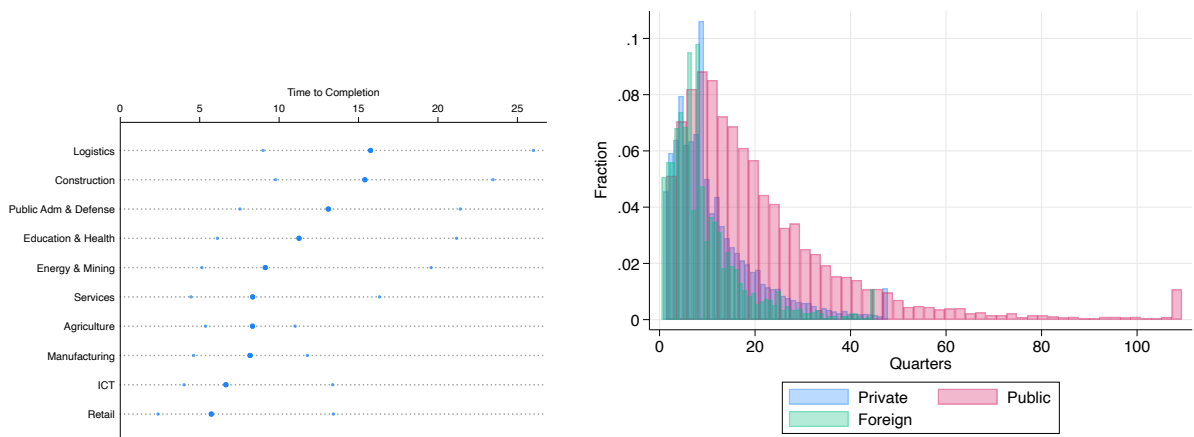 Time to Completion
0 5 10 15 20 25
Logistics
Construction
Public Adm & Defense
Education & Health
Energy & Mining
Services
Agriculture
Manufacturing
ICT
Retail
.1
.08
.06
.04
.02
0
Fraction
0 20 40 60 80 100
Quarters
Private Public
Foreign